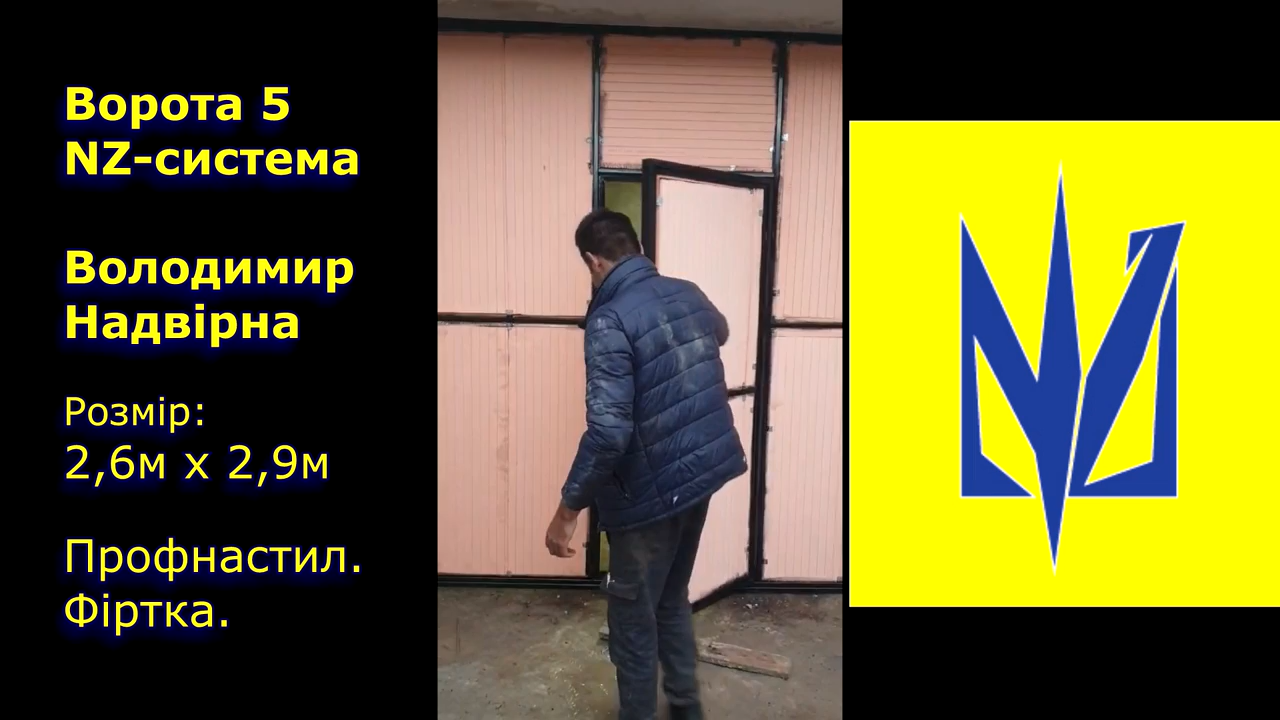 Ворота 5
NZ-система
Володимир
Надвірна
Розмір:
2,6м х 2,9м
Профнастил.
Фіртка.